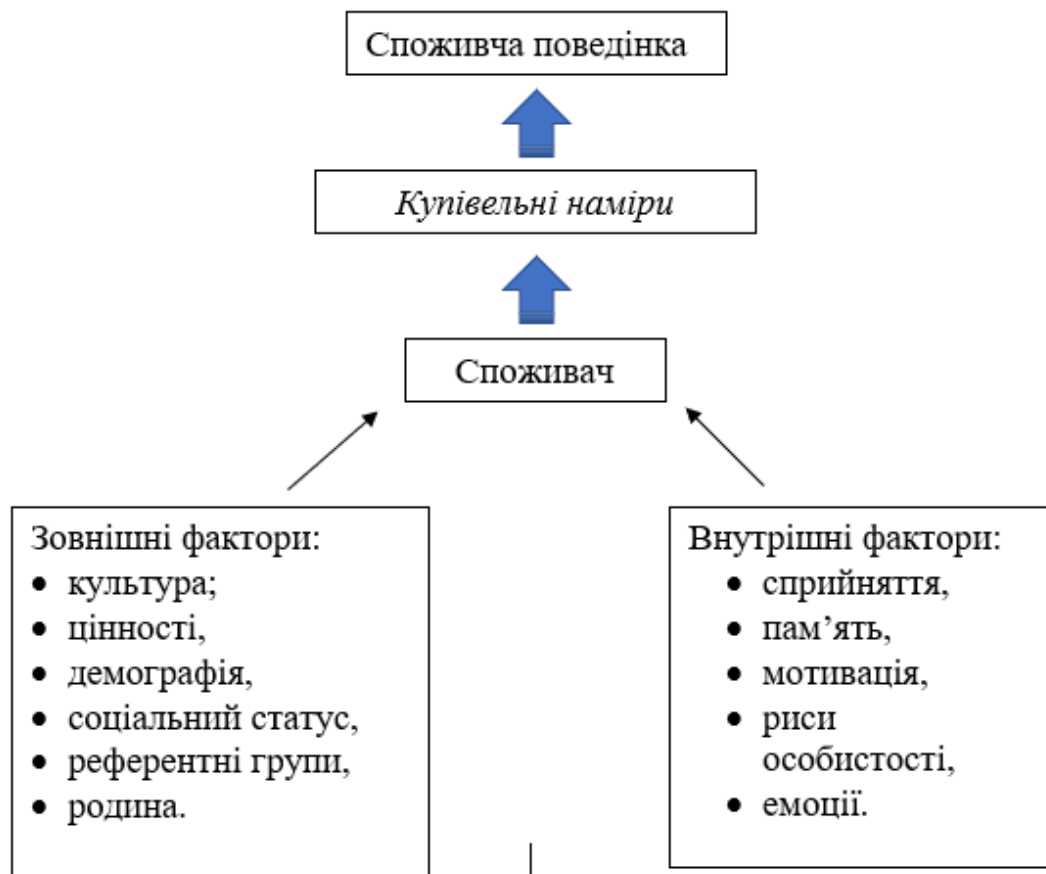 Споживча поведінка
Купівельні наміри
Споживач
Зовнішні фактори:
• культура;
• цінності,
• демографія,
• соціальний статус,
• референтні групи,
• родина.
Внутрішні фактори:
• сприйняття,
• пам’ять,
• мотивація,
• риси
особистості,
• емоції.